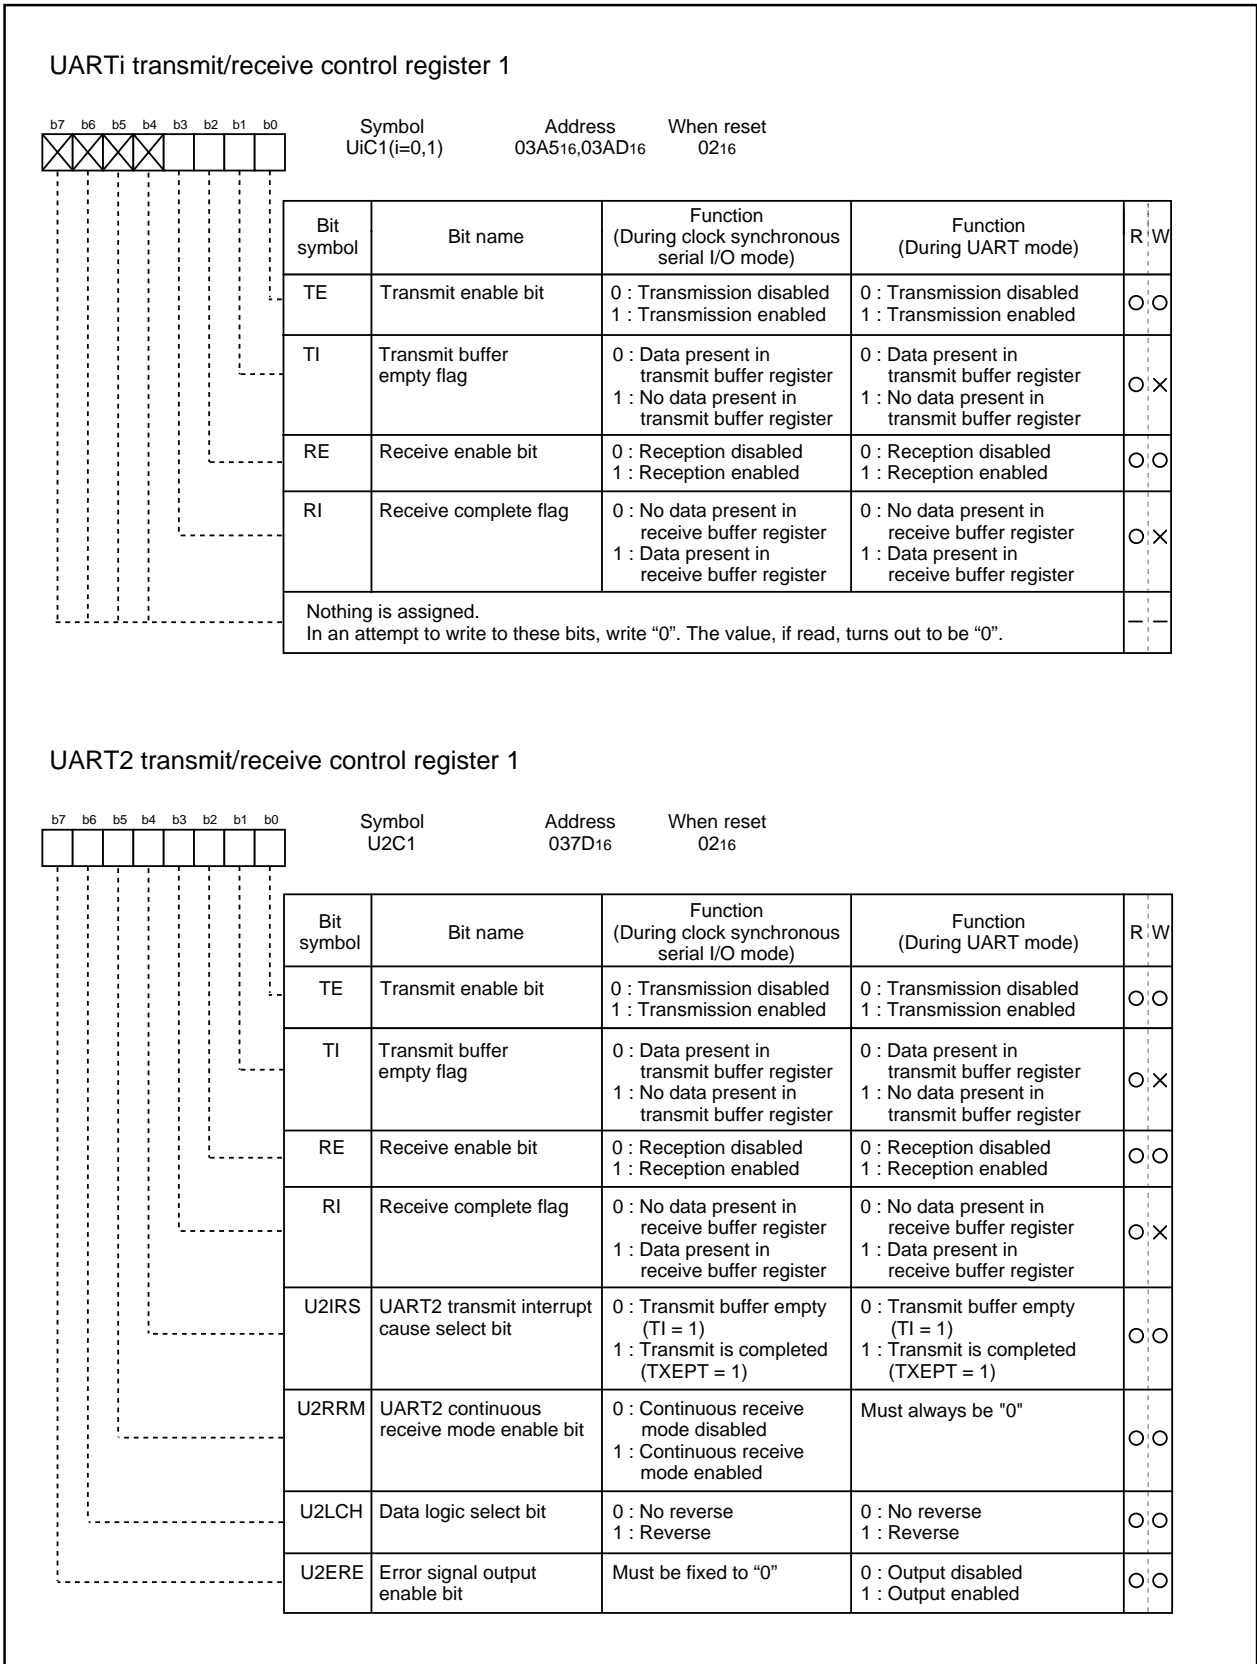 UARTi transmit/receive control register 1
b7 b6 b5 b4 b3 b2 b1 b0
Symbol Address When reset
UiC1(i=0,1) 03A516,03AD16 0216
Bit symbol Bit name Function (During clock synchronous serial I/O mode) Function (During UART mode) R W
TE Transmit enable bit 0 : Transmission disabled 0 : Transmission disabled
1 : Transmission enabled 1 : Transmission enabled
TI Transmit buffer 0 : Data present in 0 : Data present in
empty flag transmit buffer register transmit buffer register
1 : No data present in 1 : No data present in
transmit buffer register transmit buffer register
RE Receive enable bit 0 : Reception disabled 0 : Reception disabled
1 : Reception enabled 1 : Reception enabled
RI Receive complete flag 0 : No data present in 0 : No data present in
receive buffer register receive buffer register
1 : Data present in 1 : Data present in
receive buffer register receive buffer register
Nothing is assigned.
In an attempt to write to these bits, write “0”. The value, if read, turns out to be “0”.
UART2 transmit/receive control register 1
b7 b6 b5 b4 b3 b2 b1 b0
Symbol Address When reset
U2C1 037D16 0216
Bit symbol Bit name Function (During clock synchronous serial I/O mode) Function (During UART mode) R W
TE Transmit enable bit 0 : Transmission disabled 0 : Transmission disabled
1 : Transmission enabled 1 : Transmission enabled
TI Transmit buffer 0 : Data present in 0 : Data present in
empty flag transmit buffer register transmit buffer register
1 : No data present in 1 : No data present in
transmit buffer register transmit buffer register
RE Receive enable bit 0 : Reception disabled 0 : Reception disabled
1 : Reception enabled 1 : Reception enabled
RI Receive complete flag 0 : No data present in 0 : No data present in
receive buffer register receive buffer register
1 : Data present in 1 : Data present in
receive buffer register receive buffer register
U2IRS UART2 transmit interrupt 0 : Transmit buffer empty 0 : Transmit buffer empty
cause select bit (TI = 1) (TI = 1)
1 : Transmit is completed 1 : Transmit is completed
(TXEPT = 1) (TXEPT = 1)
U2RRM UART2 continuous 0 : Continuous receive Must always be "0"
receive mode enable bit mode disabled
1 : Continuous receive
mode enabled
U2LCH Data logic select bit 0 : No reverse 0 : No reverse
1 : Reverse 1 : Reverse
U2ERE Error signal output Must be fixed to “0” 0 : Output disabled
enable bit 1 : Output enabled